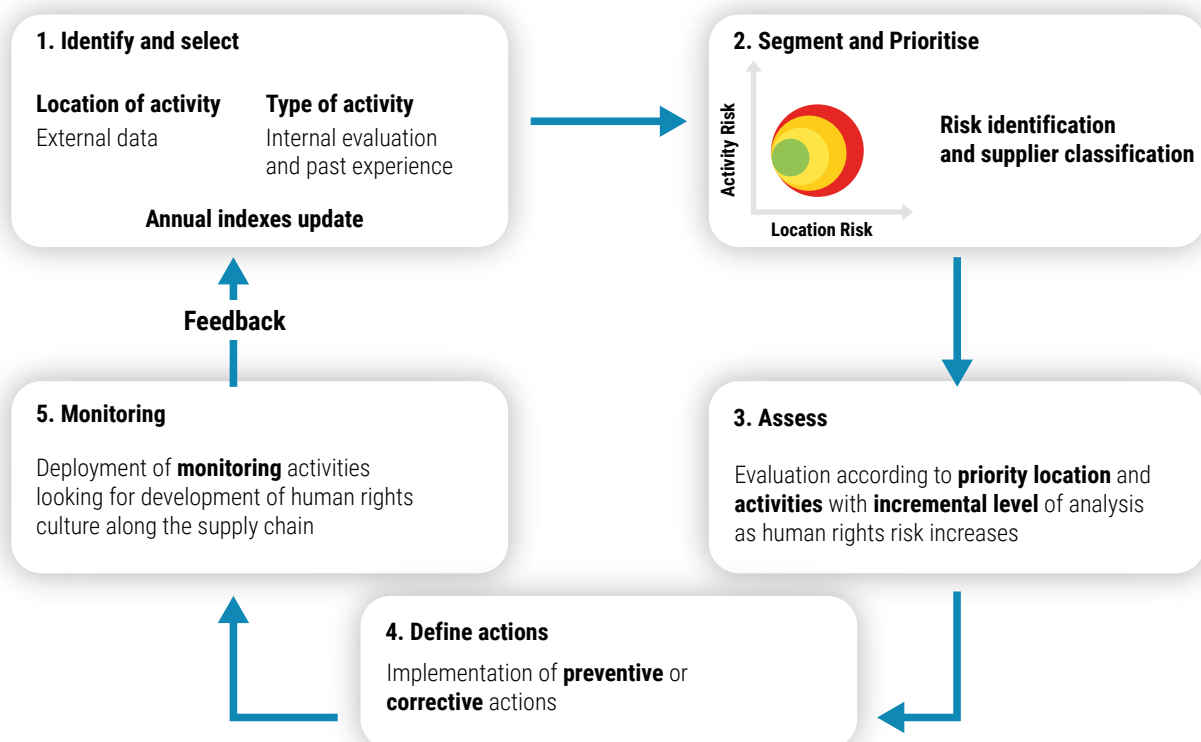 1. Identify and select
Location of activity
External data
Type of activity
Internal evaluation
and past experience
Annual indexes update
2. Segment and Prioritise
Activity Risk
Location Risk
Risk identification
and supplier classification
3. Assess
Evaluation according to priority location and
activities with incremental level of analysis
as human rights risk increases
4. Define actions
Implementation of preventive or
corrective actions
5. Monitoring
Deployment of monitoring activities
looking for development of human rights
culture along the supply chain
Feedback